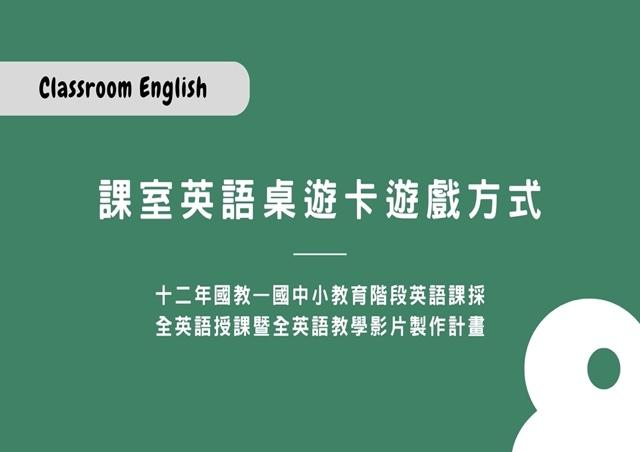 Classroom English
課室英語桌遊卡遊戲方式
十二年國教一國中小教育階段英語課採
全英語授課暨全英語教學影片製作計畫
8